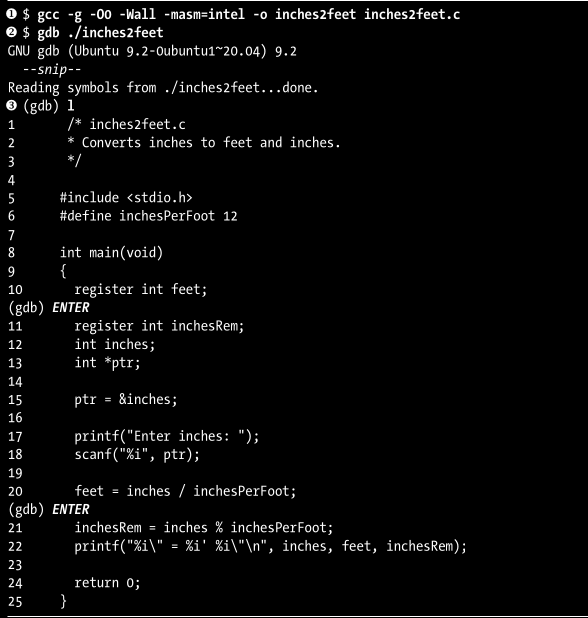 ❶ $ gcc -g -O0 -Wall -masm=intel -o inches2feet inches2feet.c
❷ $ gdb ./inches2feet
GNU gdb (Ubuntu 9.2-0ubuntu1~20.04) 9.2
--snip--
Reading symbols from ./inches2feet...done.
❸ (gdb) l
1 /* inches2feet.c
2 * Converts inches to feet and inches.
3 */
4
5 #include <stdio.h>
6 #define inchesPerFoot 12
7
8 int main(void)
9 {
10 register int feet;
(gdb) ENTER
11 register int inchesRem;
12 int inches;
13 int *ptr;
14
15 ptr = &inches;
16
17 printf("Enter inches: ");
18 scanf("%i", ptr);
19
20 feet = inches / inchesPerFoot;
(gdb) ENTER
21 inchesRem = inches % inchesPerFoot;
22 printf("%i\" = %i' %i\"\n", inches, feet, inchesRem);
23
24 return 0;
25 }